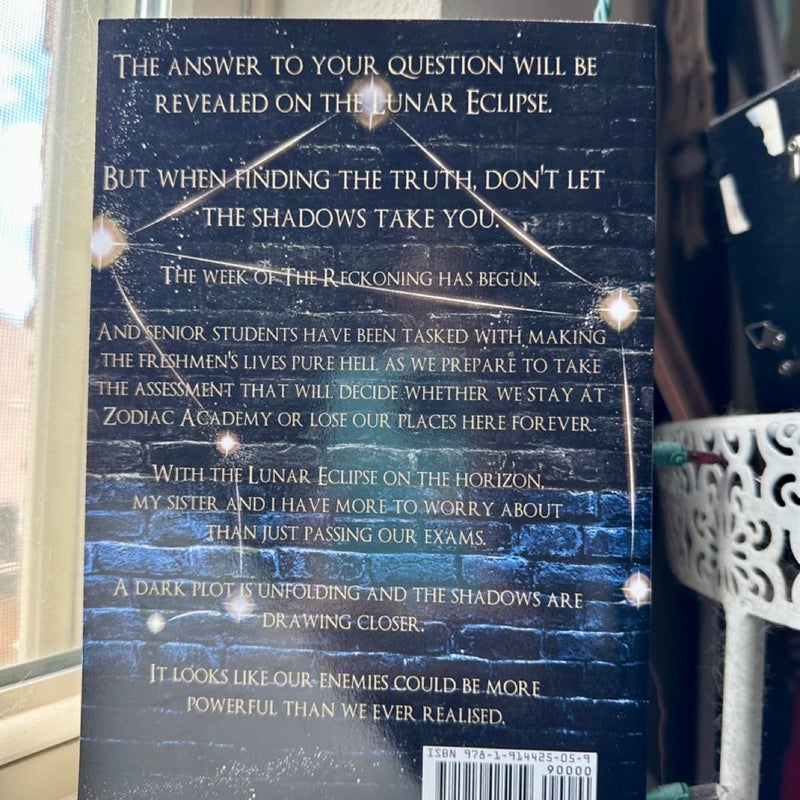 THE ANSWER TO YOUR QUESTION WILL BE
REVEALED ON THE LUNAR ECLIPSE.
BUT WHEN FINDING THE TRUTH, DON'T LET
THE SHADOWS TAKE YOU.
THE WEEK OF THE RECKONING HAS BEGUN.
AND SENIOR STUDENTS HAVE BEEN TASKED WITH MAKING
THE FRESHMEN'S LIVES PURE HELL AS WE PREPARE TO TAKE
THE ASSESSMENT THAT WILL DECIDE WHETHER WE STAY AT
ZODIAC ACADEMY OR LOSE OUR PLACES HERE FOREVER.
WITH THE LUNAR ECLIPSE ON THE HORIZON,
MY SISTER AND I HAVE MORE TO WORRY ABOUT
THAN JUST PASSING OUR EXAMS.
A DARK PLOT IS UNFOLDING AND THE SHADOWS ARE
DRAWING CLOSER.
IT LOOKS LIKE OUR ENEMIES COULD BE MORE
POWERFUL THAN WE EVER REALISED.
ISBN 978-1-914425-05-9
90000